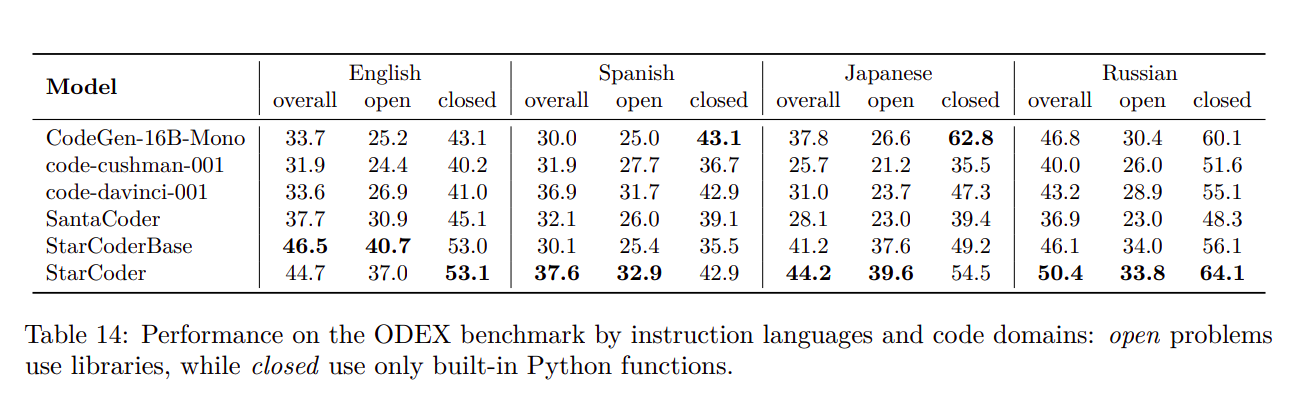 Model English Spanish Japanese Russian
overall open closed overall open closed overall open closed overall open closed
CodeGen-16B-Mono 33.7 25.2 43.1 30.0 25.0 43.1 37.8 26.6 62.8 46.8 30.4 60.1
code-cushman-001 31.9 24.4 40.2 31.9 27.7 36.7 25.7 21.2 35.5 40.0 26.0 51.6
code-davinci-001 33.6 26.9 41.0 36.9 31.7 42.9 31.0 23.7 47.3 43.2 28.9 55.1
SantaCoder 37.7 30.9 45.1 32.1 26.0 39.1 28.1 23.0 39.4 36.9 23.0 48.3
StarCoderBase 46.5 40.7 53.0 30.1 25.4 35.5 41.2 37.6 49.2 46.1 34.0 56.1
StarCoder 44.7 37.0 53.1 37.6 32.9 42.9 44.2 39.6 54.5 50.4 33.8 64.1
Table 14: Performance on the ODEX benchmark by instruction languages and code domains: open problems
use libraries, while closed use only built-in Python functions.